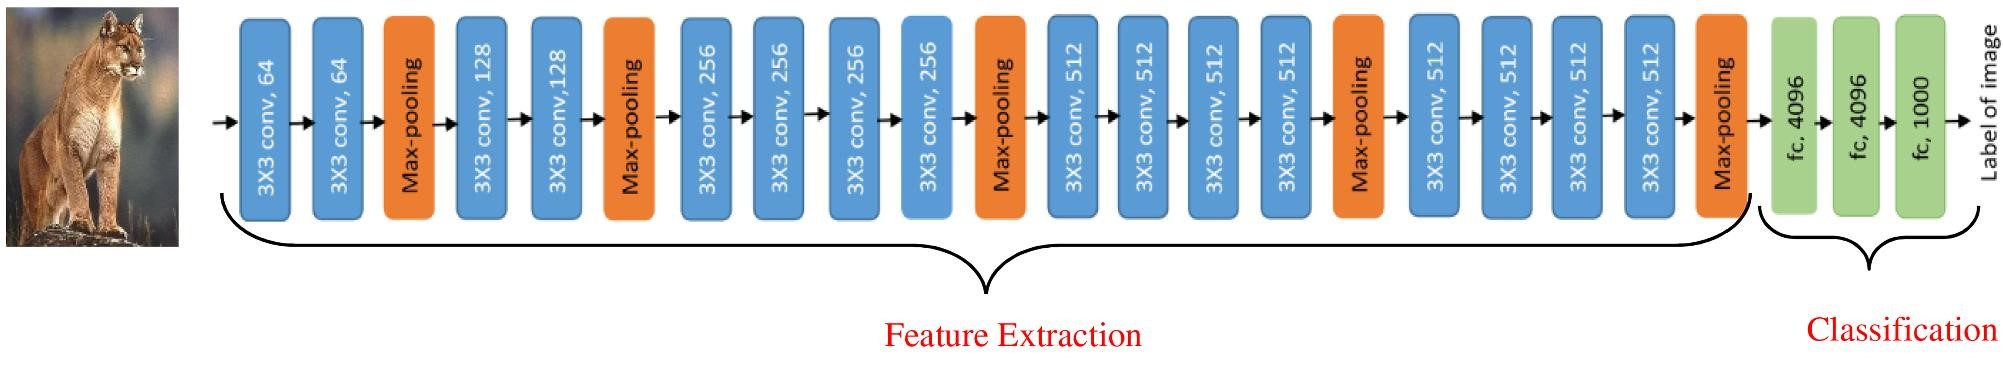 3X3 conv, 64
3X3 conv, 64
Max-pooling
3X3 conv, 128
3X3 conv,128
Max-pooling
3X3 conv, 256
3X3 conv, 256
3X3 conv, 256
3X3 conv, 256
Max-pooling
3X3 conv, 512
3X3 conv, 512
3X3 conv, 512
3X3 conv, 512
Max-pooling
3X3 conv, 512
3X3 conv, 512
3X3 conv, 512
3X3 conv, 512
Max-pooling
fc, 4096
fc, 4096
fc, 1000
Label of image
Feature Extraction
Classification